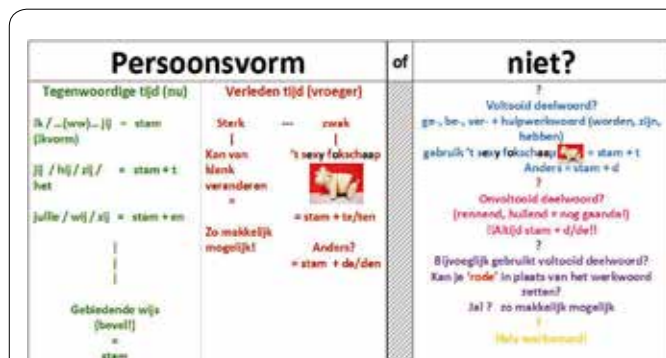 Persoonsvorm
of
niet?
Tegenwoordige tijd (nu)
Ik / ...(ww)... jij = stam
(ikvorm)
jij / hij / zij / = stam + t
het
jullie / wij / zij = stam + en
Gebiedende wijs
(bevel!)
=
stam
Verleden tijd (vroeger)
Sterk --- zwak
Kan van
klank
veranderen
=
Zo makkelijk
mogelijk!
't sexy fokschaap
= stam + te/ten
Anders?
= stam + de/den
?
Voltooid deelwoord?
ge-, be-, ver- + hulpwerkwoord (worden, zijn,
hebben)
gebruik 't sexy fokschaap = stam + t
Anders = stam + d
?
Onvoltooid deelwoord?
(rennend, huilend = nog gaande!)
!!Altijd stam + d/de!!
?
Bijvoeglijk gebruikt voltooid deelwoord?
Kan je 'rode' in plaats van het werkwoord
zetten?
Ja! ? zo makkelijk mogelijk
?
Hele werkwoord!